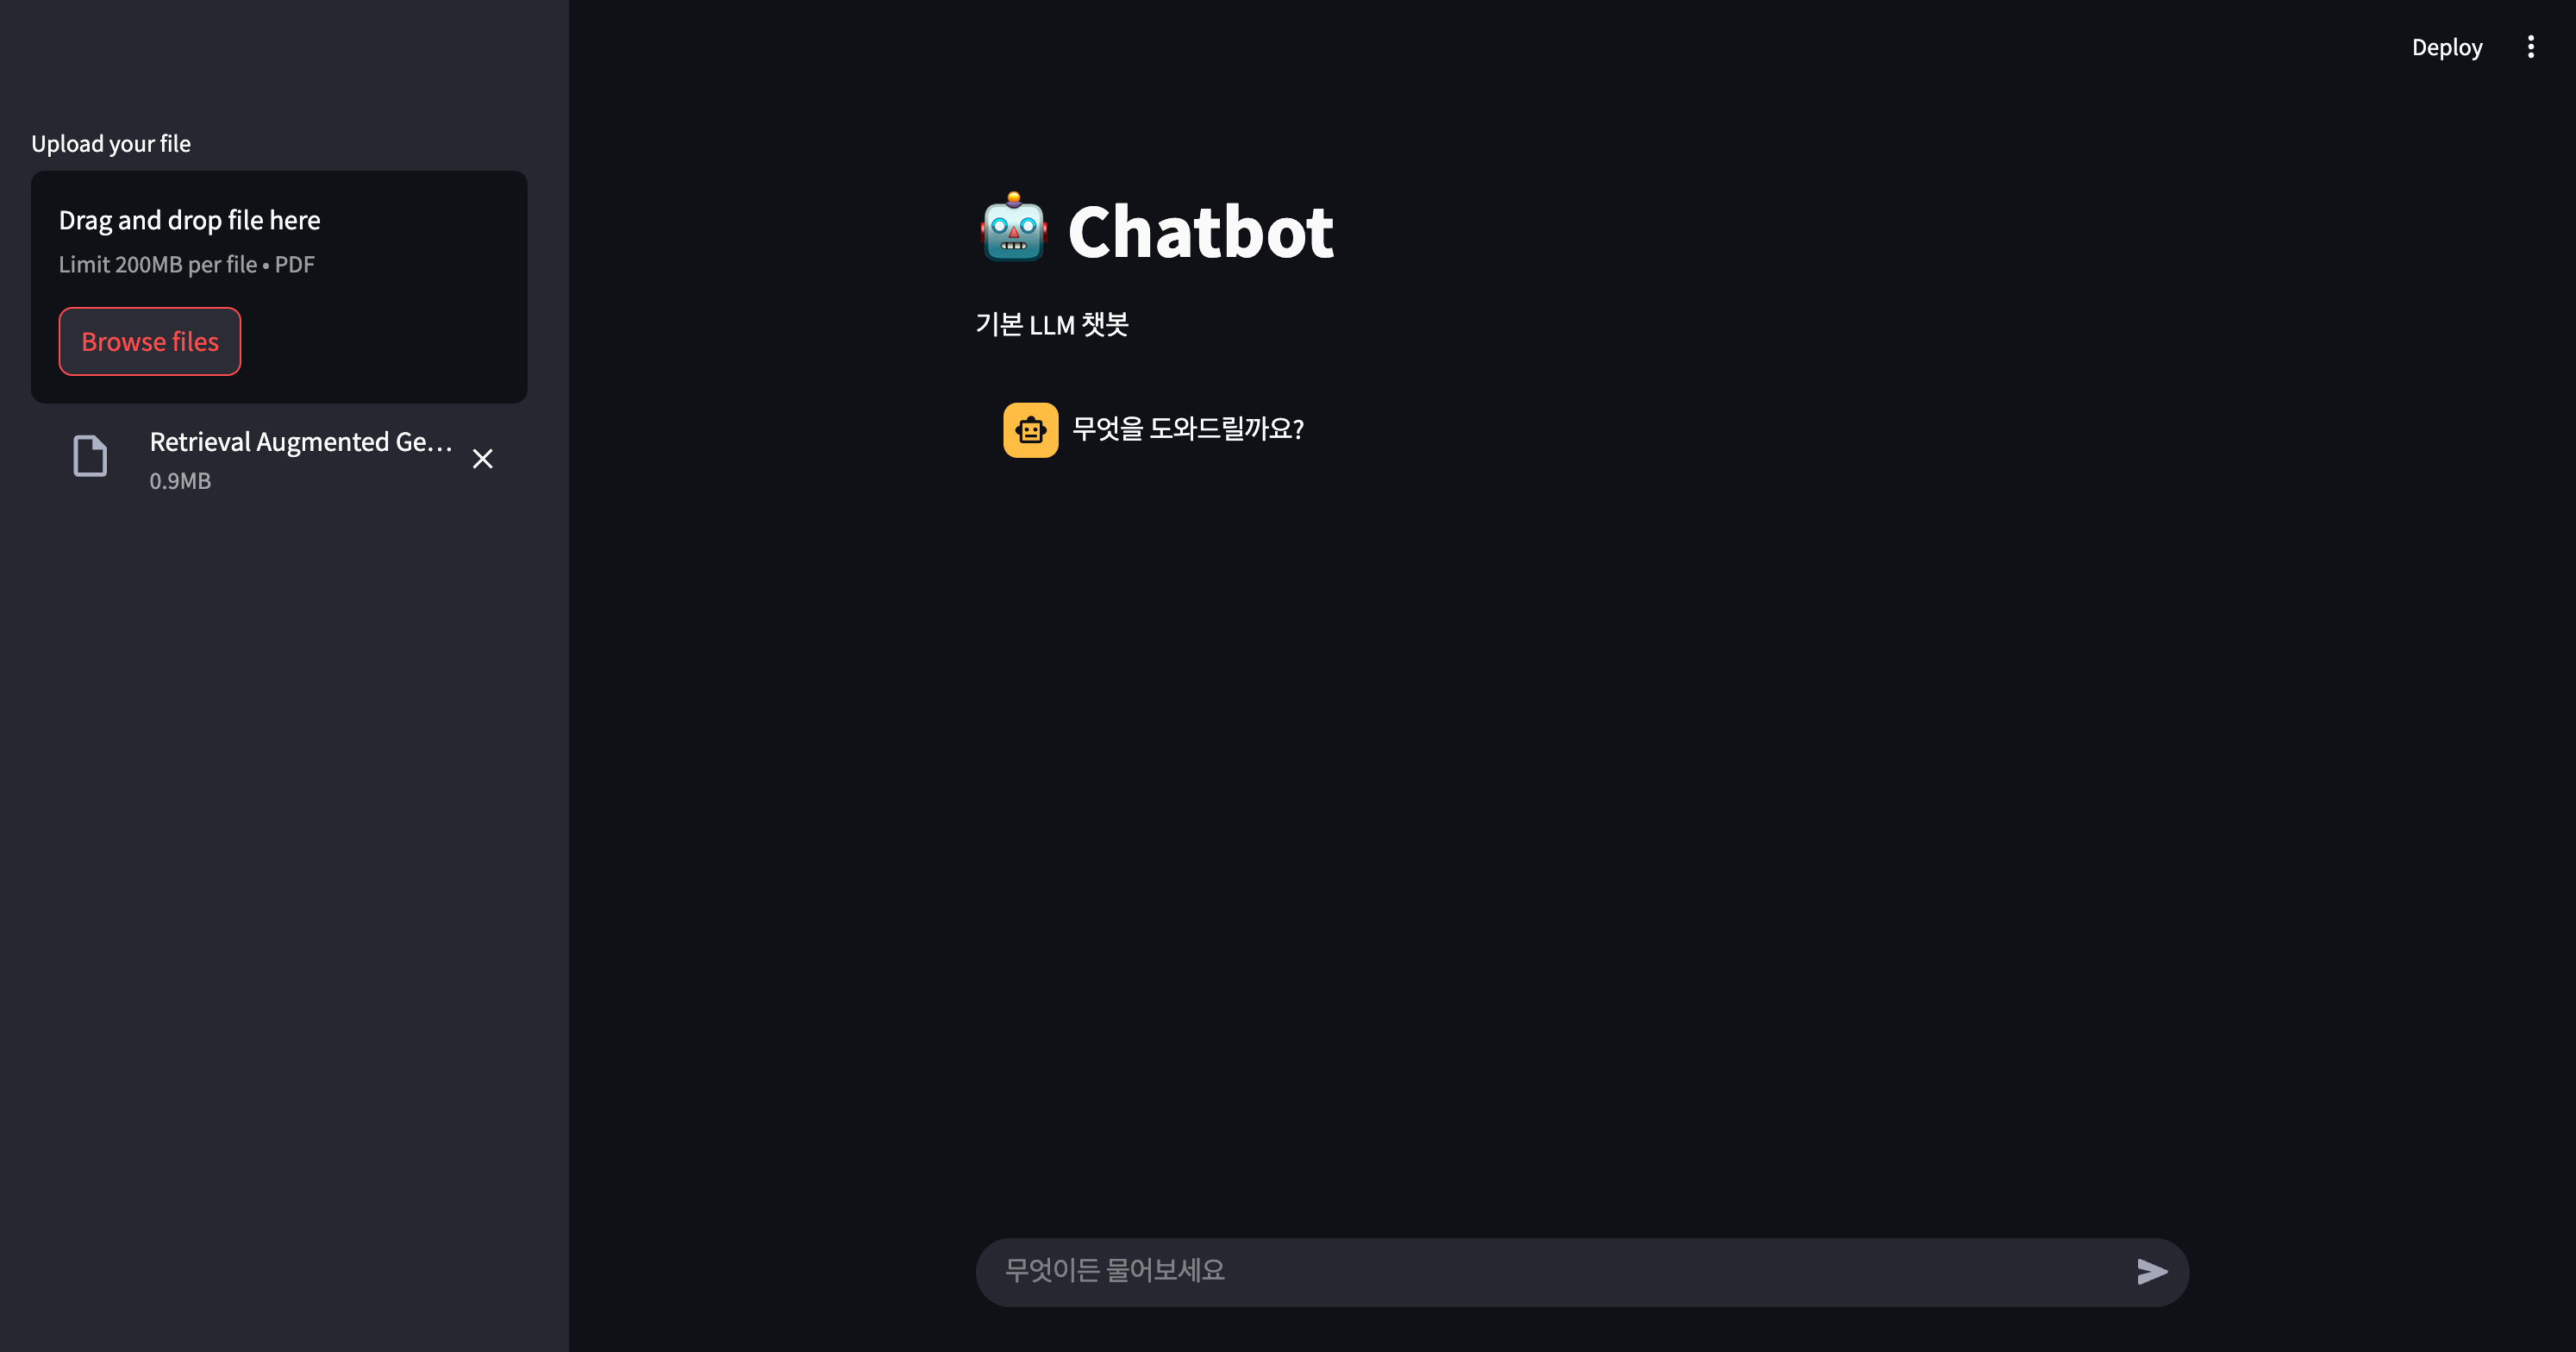 Deploy
Upload your file
Drag and drop file here
Limit 200MB per file • PDF
Browse files
Retrieval Augmented Ge...
0.9MB
Chatbot
기본 LLM 챗봇
무엇을 도와드릴까요?
무엇이든 물어보세요